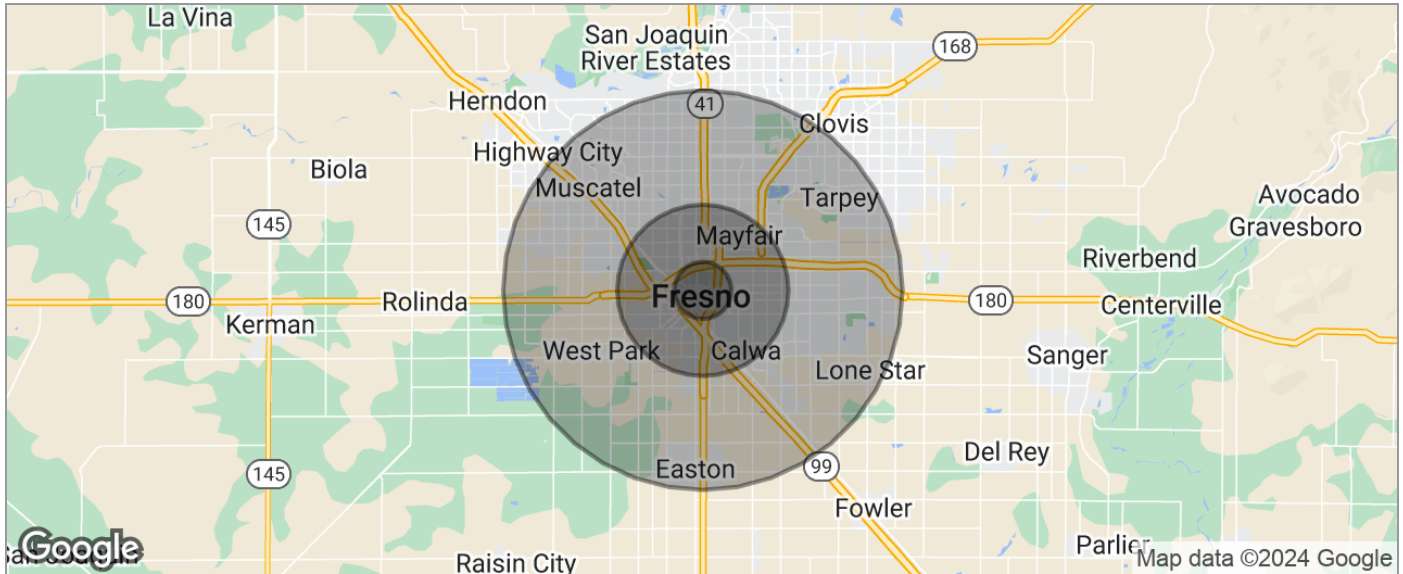 La Vina
San Joaquin
River Estates
168
41
Herndon
Clovis
Highway City
Biola
Muscatel
Tarpey
Avocado
145
Gravesboro
Mayfair
Riverbend
180
Rolinda
Fresno
180
Centerville
Kerman
West Park
Calwa
Sanger
Lone Star
Del Rey
Easton
99
145
Fowler
Parlier
San Joaquin
Google
Raisin City
Map data ©2024 Google